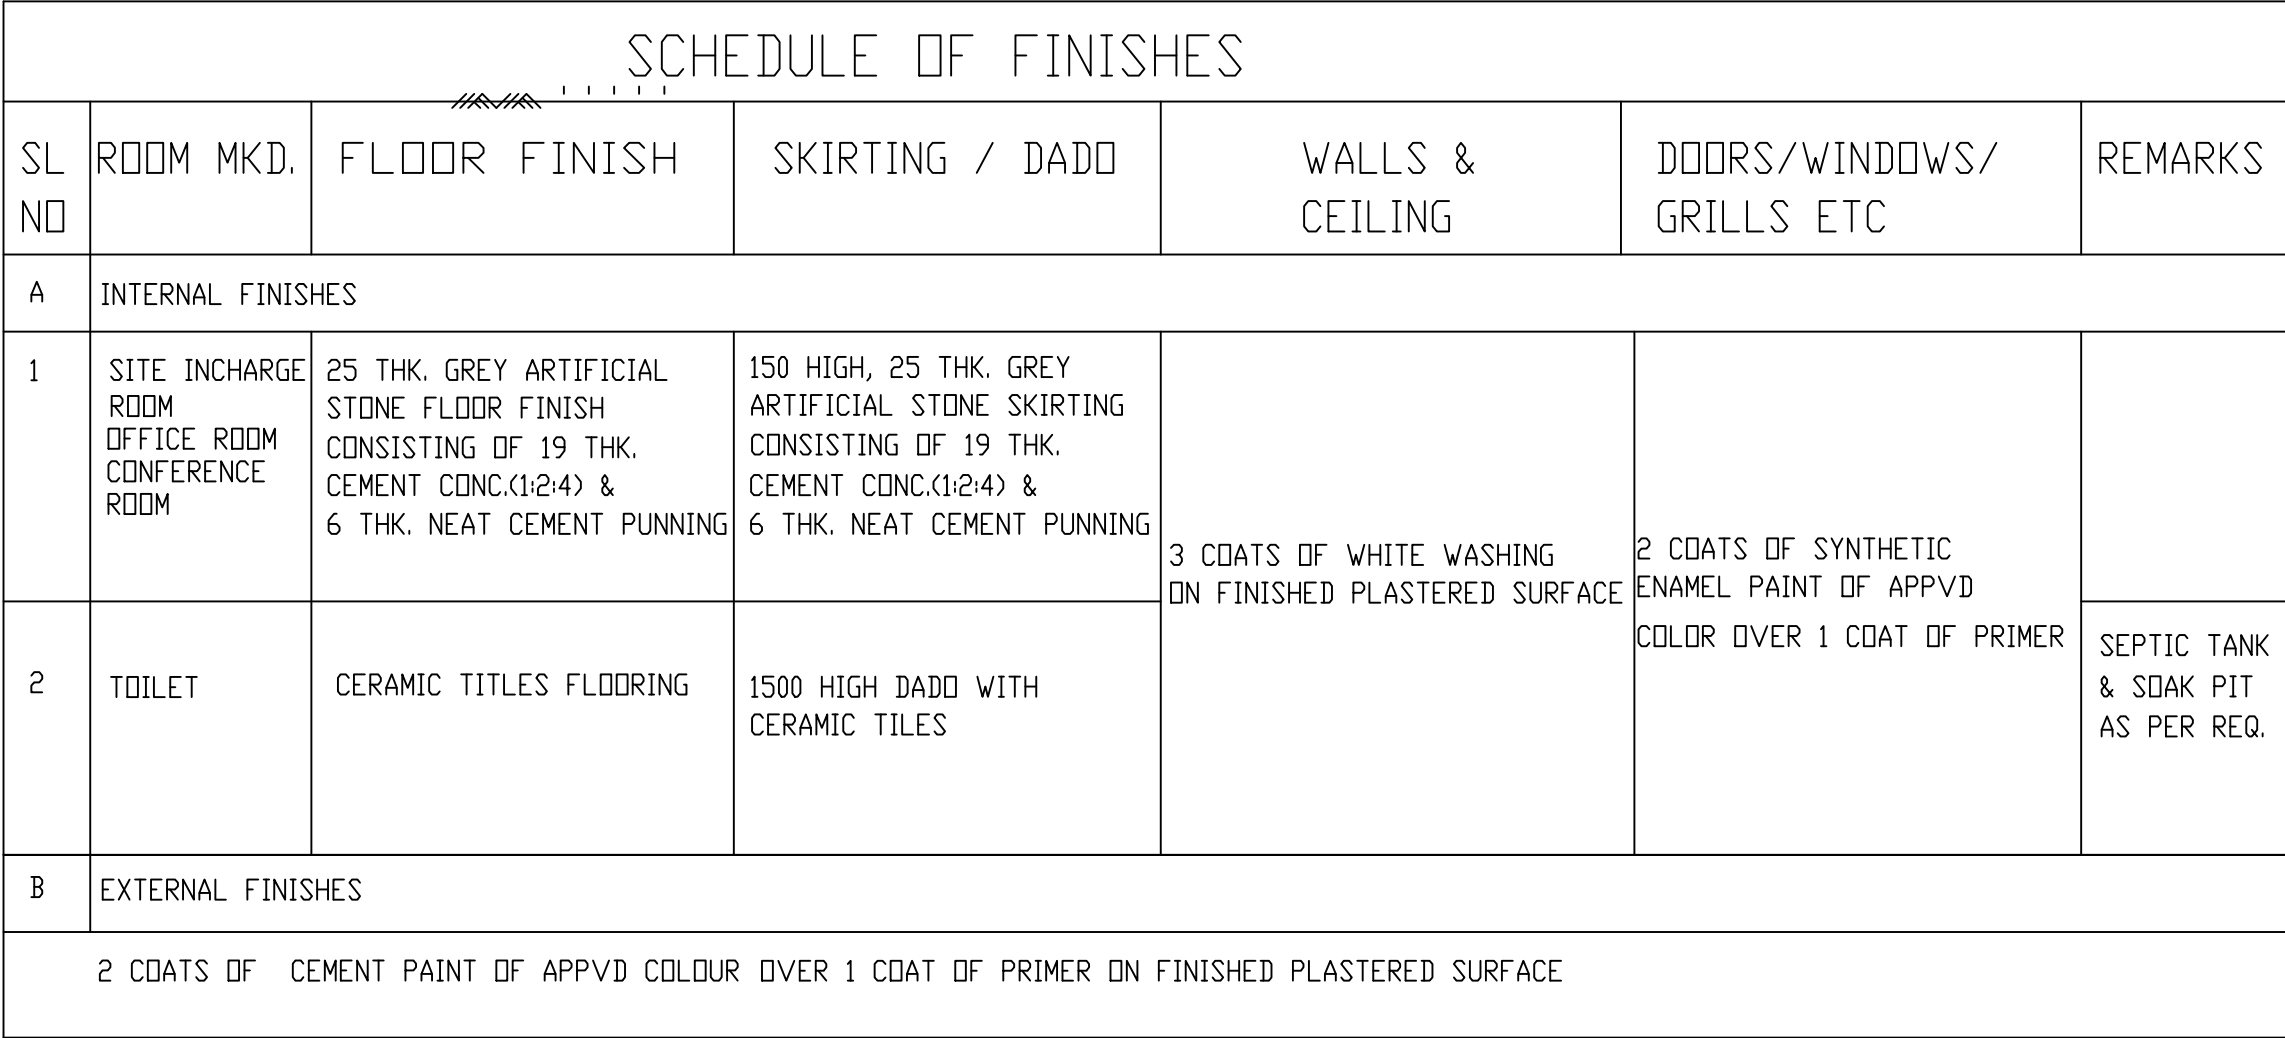 SCHEDULE OF FINISHES
SL NO
ROOM MKD.
FLOOR FINISH
SKIRTING / DADO
WALLS &
CEILING
DOORS/WINDOWS/
GRILLS ETC
REMARKS
A
INTERNAL FINISHES
1
SITE INCHARGE
ROOM
OFFICE ROOM
CONFERENCE
ROOM
25 THK. GREY ARTIFICIAL
STONE FLOOR FINISH
CONSISTING OF 19 THK.
CEMENT CONC.(1:2:4) &
6 THK. NEAT CEMENT PUNNING
150 HIGH, 25 THK. GREY
ARTIFICIAL STONE SKIRTING
CONSISTING OF 19 THK.
CEMENT CONC.(1:2:4) &
6 THK. NEAT CEMENT PUNNING
3 COATS OF WHITE WASHING
ON FINISHED PLASTERED SURFACE
2 COATS OF SYNTHETIC
ENAMEL PAINT OF APPVD
COLOR OVER 1 COAT OF PRIMER
2
TOILET
CERAMIC TITLES FLOORING
1500 HIGH DADO WITH
CERAMIC TILES
SEPTIC TANK
& SOAK PIT
AS PER REQ.
B
EXTERNAL FINISHES
2 COATS OF CEMENT PAINT OF APPVD COLOUR OVER 1 COAT OF PRIMER ON FINISHED PLASTERED SURFACE